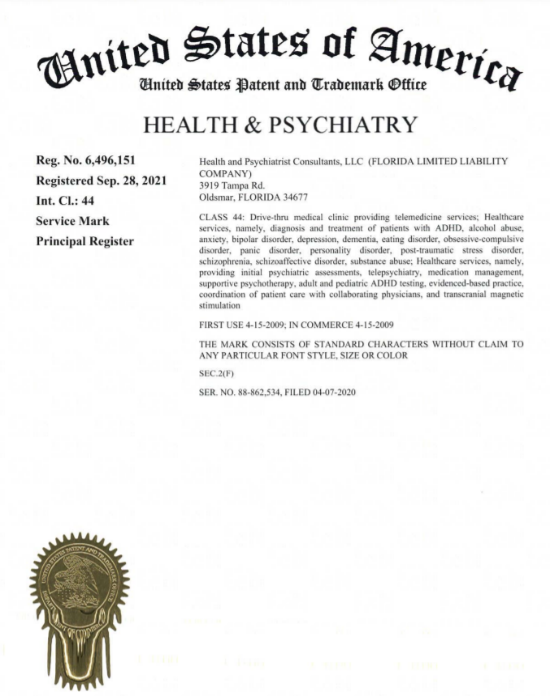 United States of America
United States Patent and Trademark Office
HEALTH & PSYCHIATRY
Reg. No. 6,496,151
Registered Sep. 28, 2021
Int. Cl.: 44
Service Mark
Principal Register
Health and Psychiatrist Consultants, LLC (FLORIDA LIMITED LIABILITY
COMPANY)
3919 Tampa Rd.
Oldsmar, FLORIDA 34677
CLASS 44: Drive-thru medical clinic providing telemedicine services; Healthcare
services, namely, diagnosis and treatment of patients with ADHD, alcohol abuse,
anxiety, bipolar disorder, depression, dementia, eating disorder, obsessive-compulsive
disorder, panic disorder, personality disorder, post-traumatic stress disorder,
schizophrenia, schizoaffective disorder, substance abuse; Healthcare services, namely,
providing initial psychiatric assessments, telepsychiatry, medication management,
supportive psychotherapy, adult and pediatric ADHD testing, evidenced-based practice,
coordination of patient care with collaborating physicians, and transcranial magnetic
stimulation
FIRST USE 4-15-2009; IN COMMERCE 4-15-2009
THE MARK CONSISTS OF STANDARD CHARACTERS WITHOUT CLAIM TO
ANY PARTICULAR FONT STYLE, SIZE OR COLOR
SEC.2(F)
SER. NO. 88-862,534, FILED 04-07-2020
UNITED STATES PATENT AND TRADEMARK OFFICE